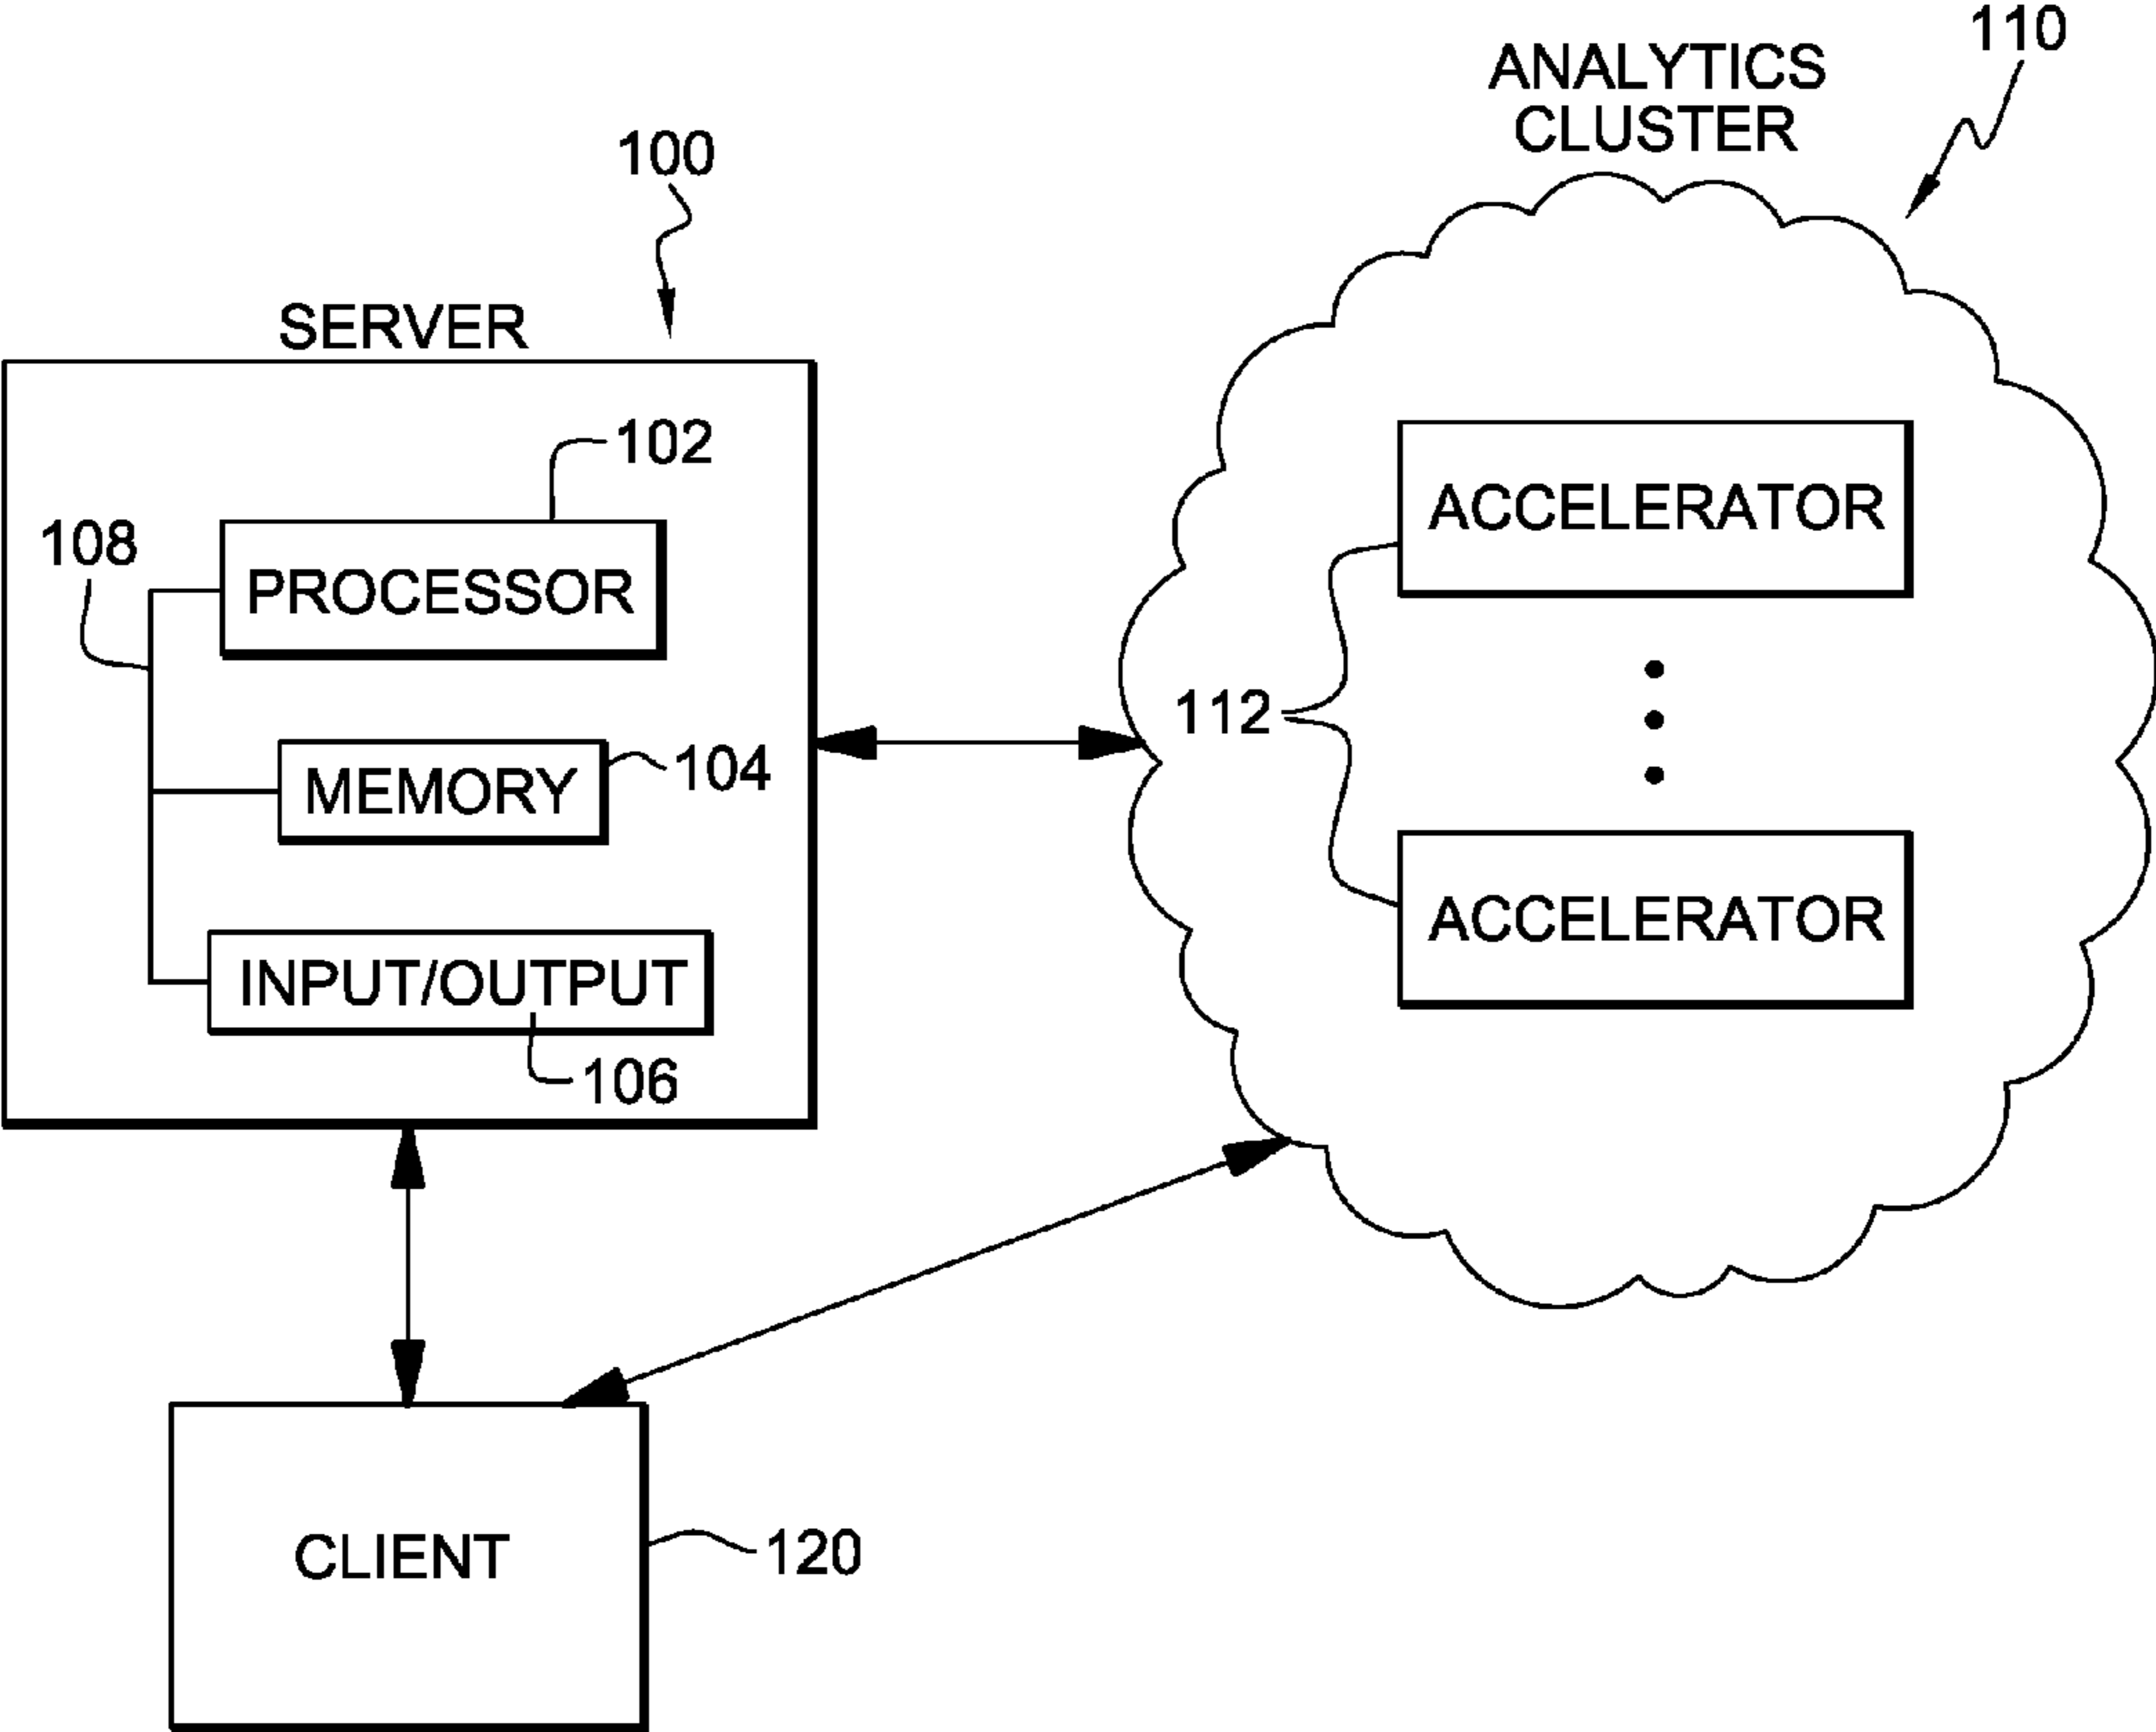 110
ANALYTICS
CLUSTER
100
SERVER
102
108
PROCESSOR
ACCELERATOR
112
104
MEMORY
ACCELERATOR
INPUT/OUTPUT
106
CLIENT
120